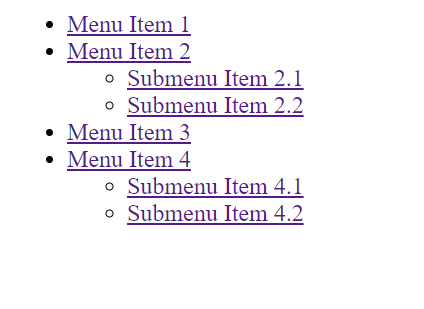 Menu Item 1
Menu Item 2
Submenu Item 2.1
Submenu Item 2.2
Menu Item 3
Menu Item 4
Submenu Item 4.1
Submenu Item 4.2